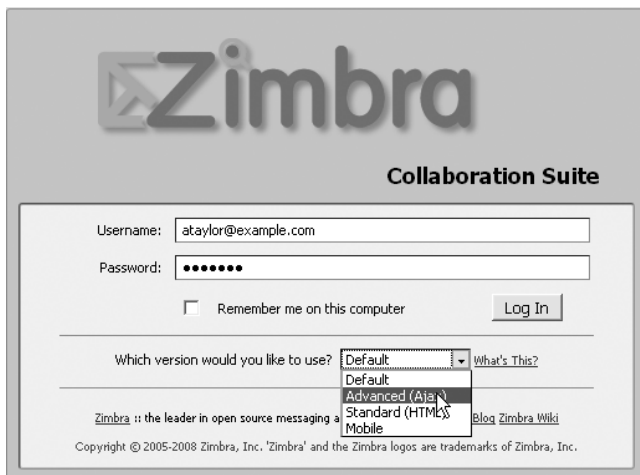 Zimbra
Collaboration Suite
Username: ataylor@example.com
Password: •••••••
Remember me on this computer Log In
Which version would you like to use? Default What's This?
Default
Advanced (Ajax)
Standard (HTML)
Mobile
Zimbra :: the leader in open source messaging a Blog Zimbra Wiki
Copyright © 2005-2008 Zimbra, Inc. 'Zimbra' and the Zimbra logos are trademarks of Zimbra, Inc.